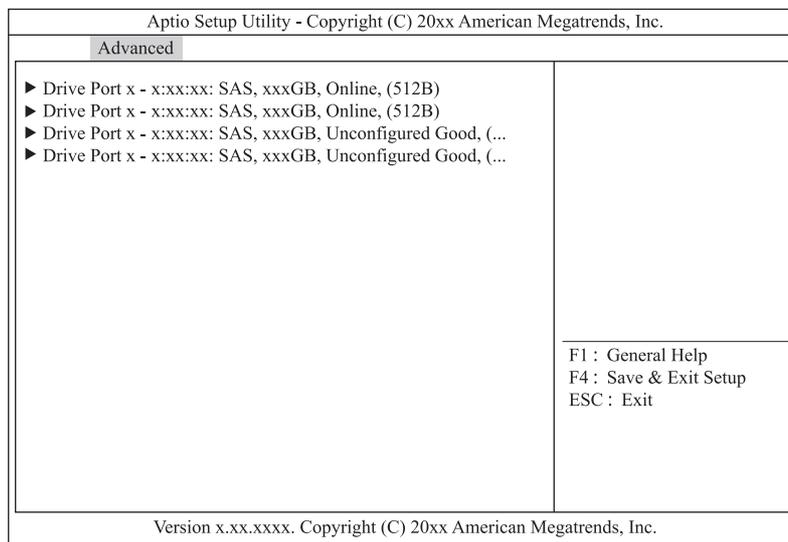 Aptio Setup Utility - Copyright (C) 20xx American Megatrends, Inc.
Advanced
▶ Drive Port x - x:xx:xx: SAS, xxxGB, Online, (512B)
▶ Drive Port x - x:xx:xx: SAS, xxxGB, Online, (512B)
▶ Drive Port x - x:xx:xx: SAS, xxxGB, Unconfigured Good, (...
▶ Drive Port x - x:xx:xx: SAS, xxxGB, Unconfigured Good, (...
F1 : General Help
F4 : Save & Exit Setup
ESC : Exit
Version x.xx.xxxx. Copyright (C) 20xx American Megatrends, Inc.